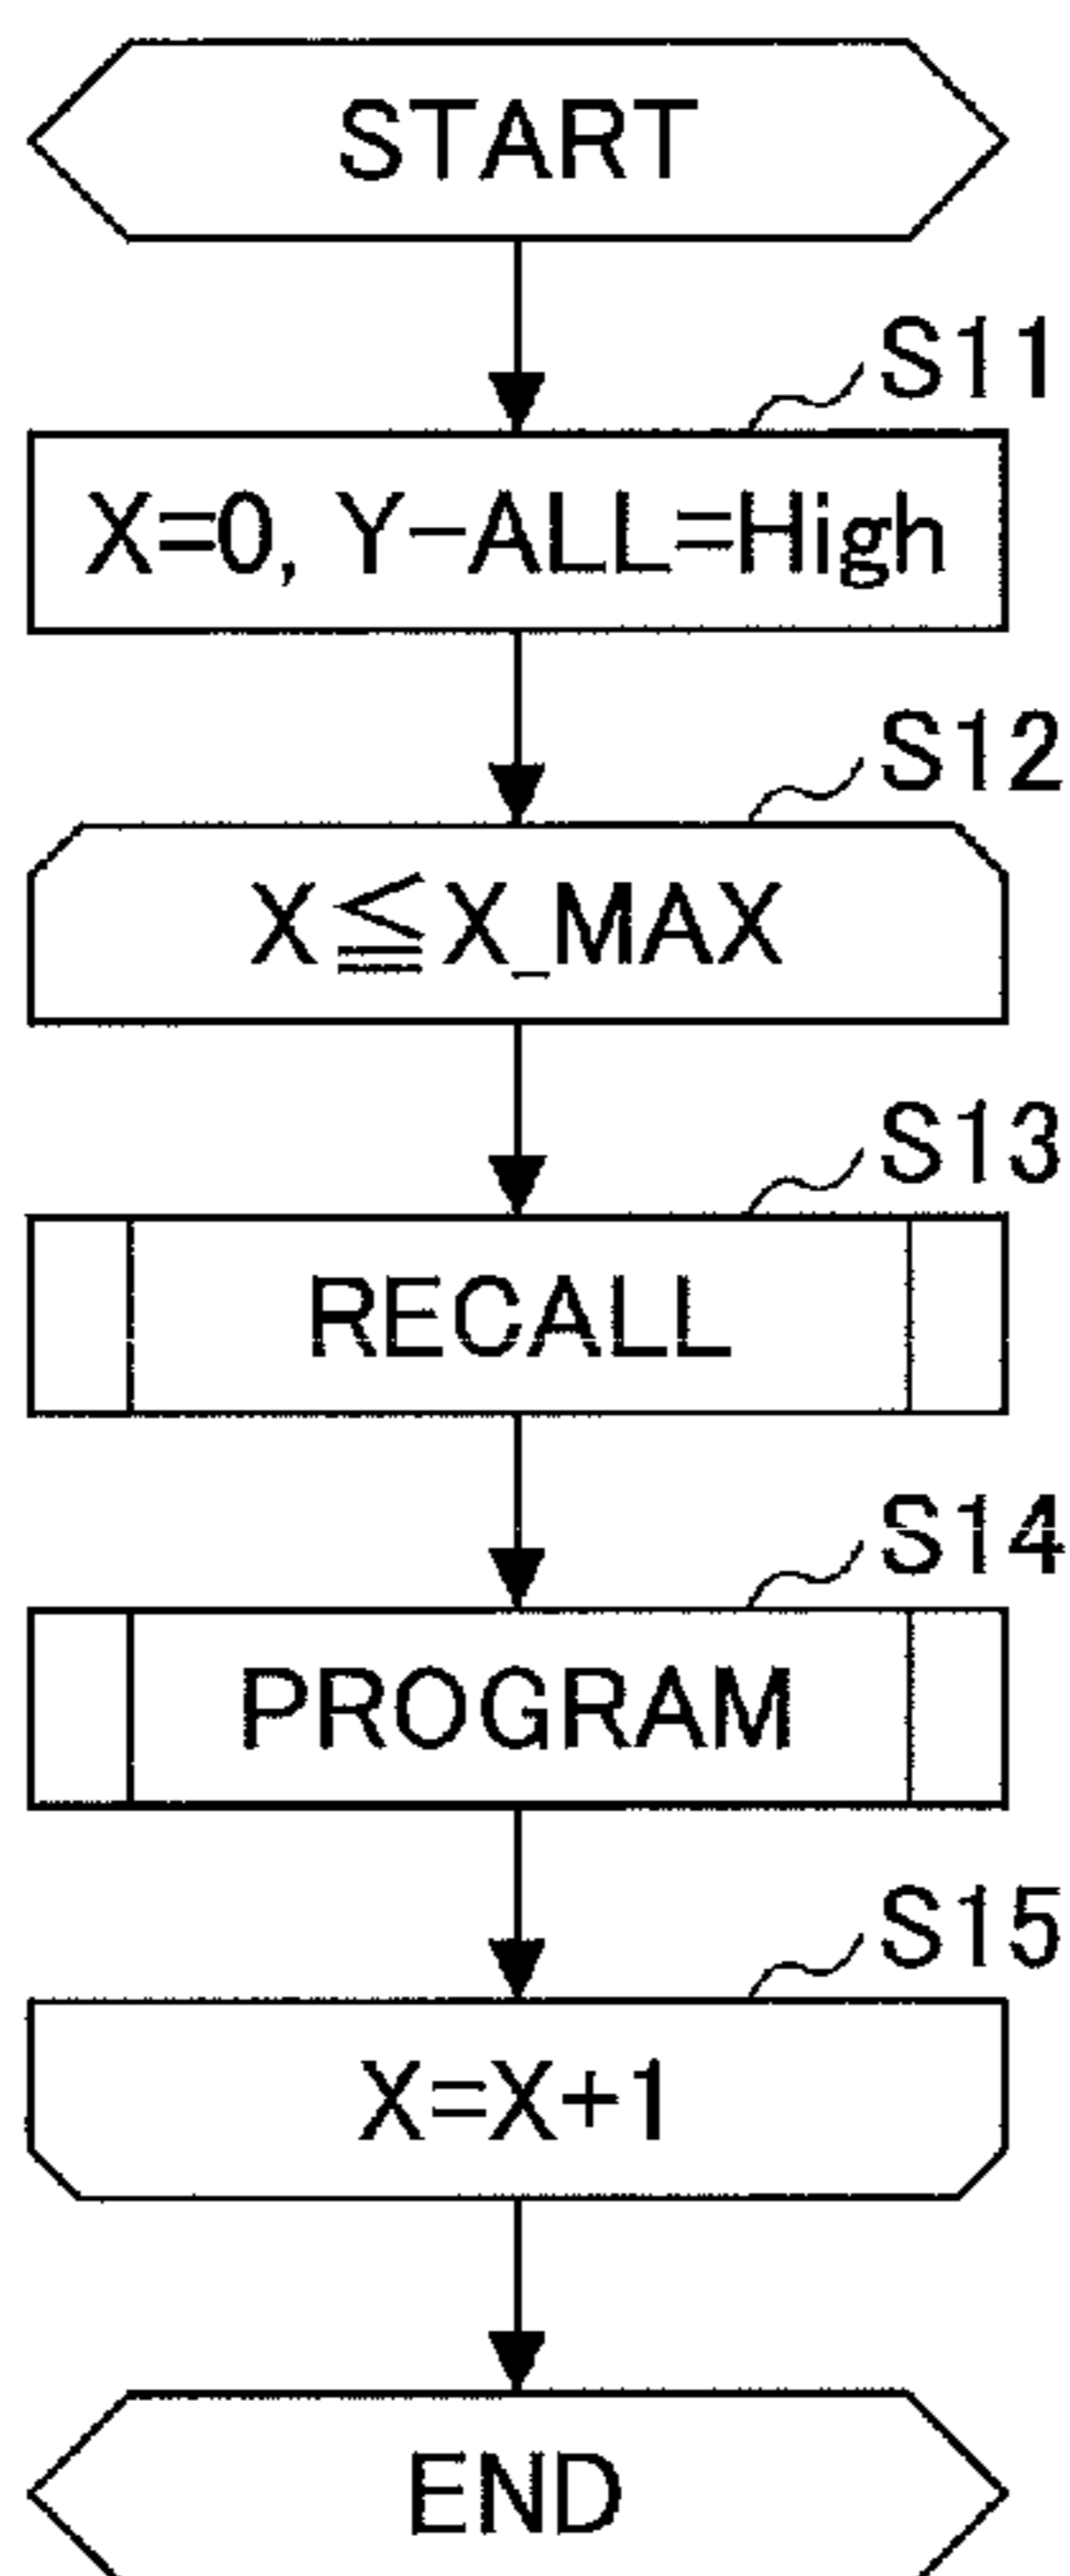 START
S11
X=0, Y-ALL=High
S12
X≦X_MAX
S13
RECALL
S14
PROGRAM
S15
X=X+1
END